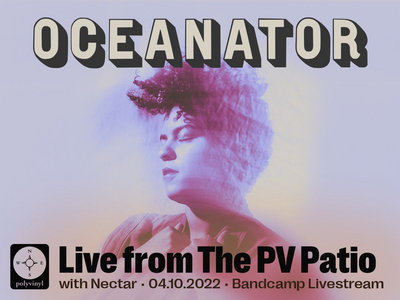 OCEANATOR
N
W E
S
polyvinyl
Live from The PV Patio
with Nectar · 04.10.2022 · Bandcamp Livestream